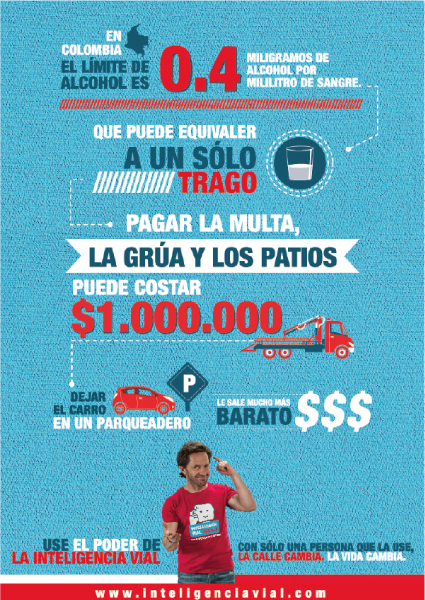 EN
COLOMBIA
EL LÍMITE DE
ALCOHOL ES
0.4
MILIGRAMOS DE
ALCOHOL POR
MILILITRO DE SANGRE.
QUE PUEDE EQUIVALER
A UN SÓLO
TRAGO
PAGAR LA MULTA,
LA GRÚA Y LOS PATIOS
PUEDE COSTAR
$1.000.000
DEJAR
EL CARRO
EN UN PARQUEADERO
P
LE SALE MUCHO MÁS
BARATO
$$$
USE EL PODER DE
LA INTELIGENCIA VIAL
CON SÓLO UNA PERSONA QUE LA USE,
LA CALLE CAMBIA, LA VIDA CAMBIA.
www.inteligenciavial.com